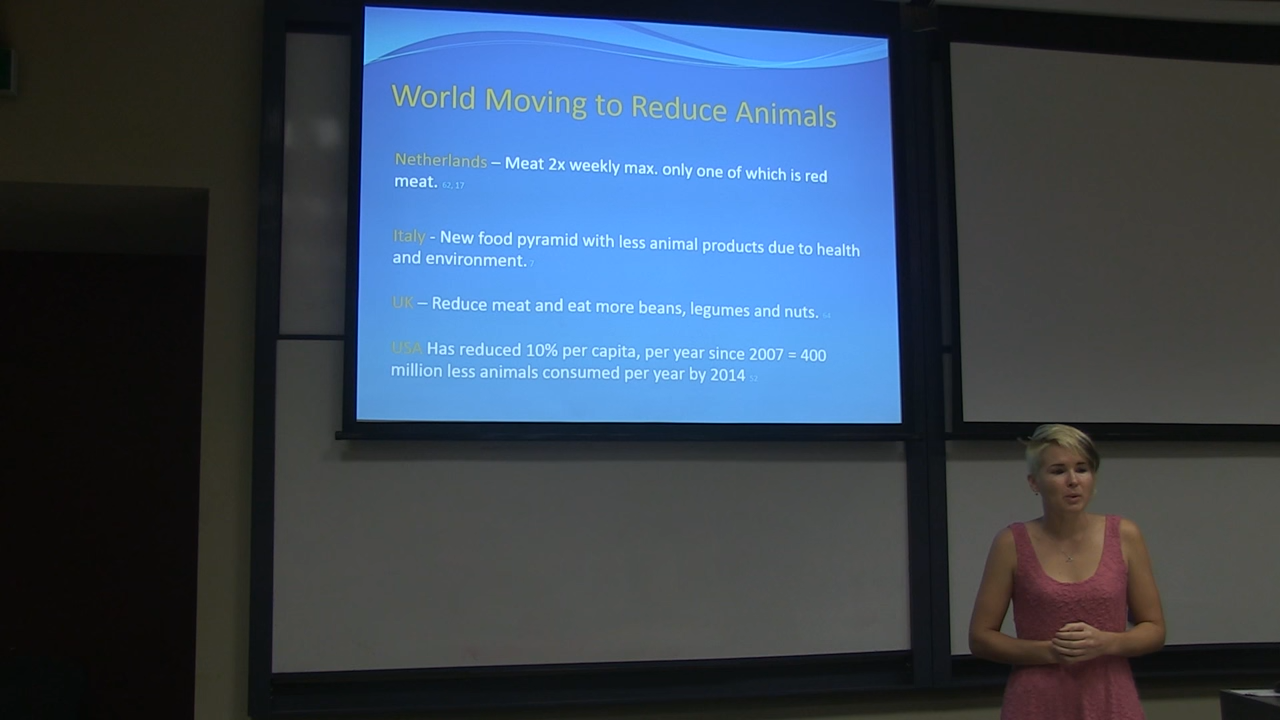 World Moving to Reduce Animals
Netherlands – Meat 2x weekly max. only one of which is red
meat. 62, 17
Italy - New food pyramid with less animal products due to health
and environment.
UK – Reduce meat and eat more beans, legumes and nuts.
USA Has reduced 10% per capita, per year since 2007 = 400
million less animals consumed per year by 2014 52